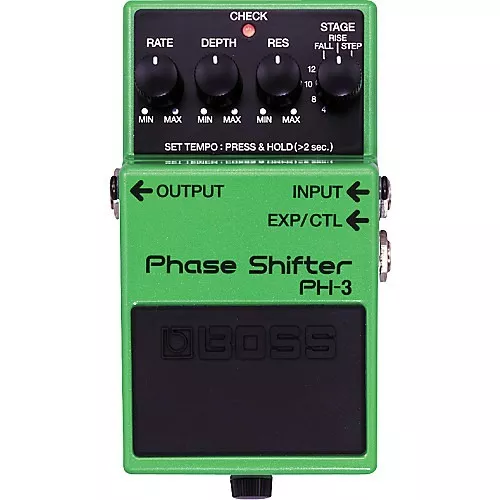 CHECK
RATE DEPTH RES STAGE
RISE
FALL STEP
12
10
8
4
MIN MAX MIN MAX MIN MAX
SET TEMPO : PRESS & HOLD(>2 sec.)
OUTPUT INPUT
EXP/CTL
Phase Shifter
PH-3
BOSS